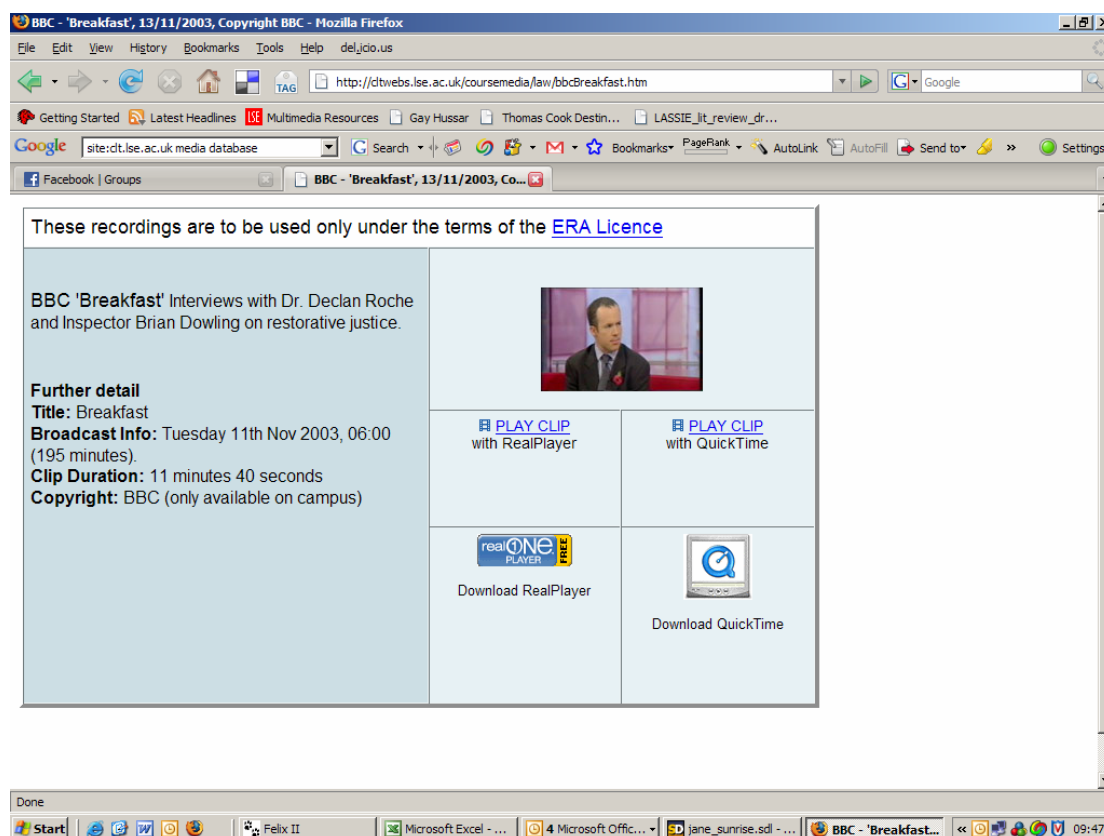 BBC - 'Breakfast', 13/11/2003, Copyright BBC - Mozilla Firefox
File Edit View History Bookmarks Tools Help del.icio.us
TAG http://cltwebs.lse.ac.uk/coursemedia/law/bbcBreakfast.htm G Google
Getting Started Latest Headlines LSE Multimedia Resources Gay Hussar Thomas Cook Destin... LASSIE_lit_review_dr...
Google site:clt.lse.ac.uk media database G Search Bookmarks PageRank AutoLink AutoFill Send to Settings
Facebook | Groups BBC - 'Breakfast', 13/11/2003, Co...
These recordings are to be used only under the terms of the ERA Licence
BBC 'Breakfast' Interviews with Dr. Declan Roche
and Inspector Brian Dowling on restorative justice.
Further detail
Title: Breakfast
Broadcast Info: Tuesday 11th Nov 2003, 06:00
(195 minutes).
Clip Duration: 11 minutes 40 seconds
Copyright: BBC (only available on campus)
PLAY CLIP
with RealPlayer
PLAY CLIP
with QuickTime
real ONE PLAYER FREE
Download RealPlayer
Download QuickTime
Done
Start Felix II Microsoft Excel - ... 4 Microsoft Offic... SD jane_sunrise.sdl - ... BBC - 'Breakfast... « 09:47